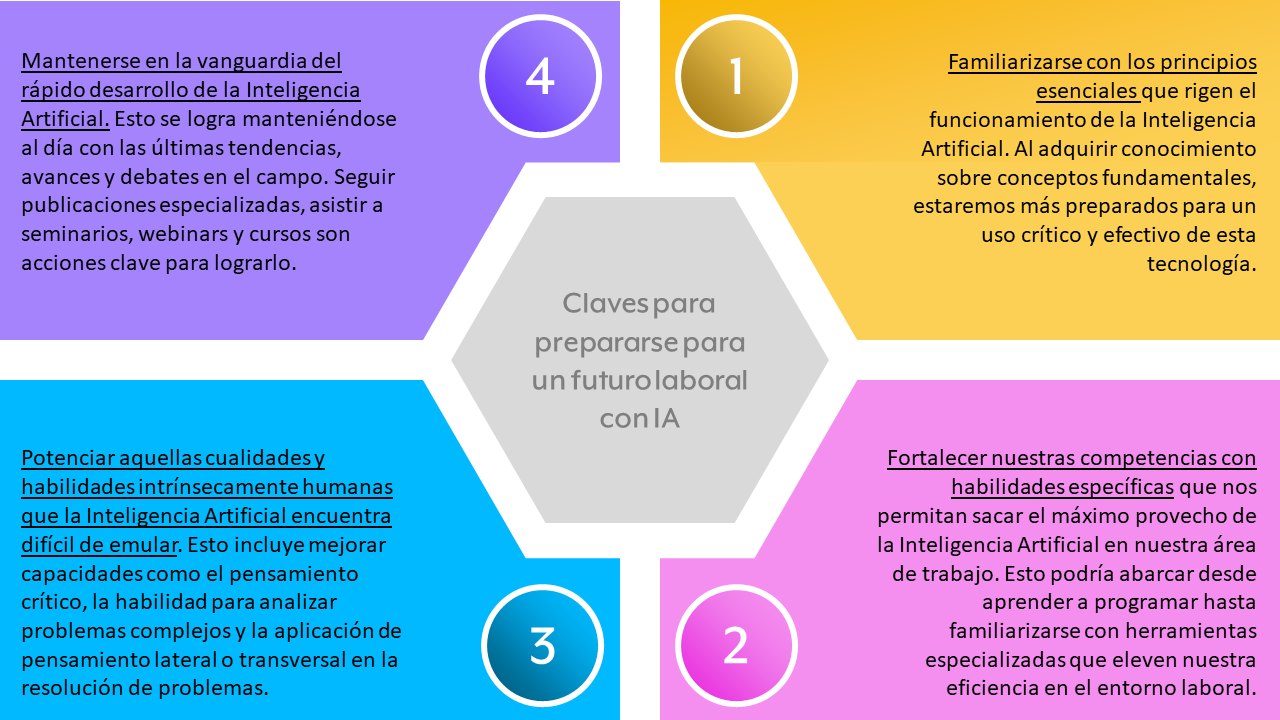 Claves para
prepararse para
un futuro laboral
con IA
1
Familiarizarse con los principios
esenciales que rigen el
funcionamiento de la Inteligencia
Artificial. Al adquirir conocimiento
sobre conceptos fundamentales,
estaremos más preparados para un
uso crítico y efectivo de esta
tecnología.
2
Fortalecer nuestras competencias con
habilidades específicas que nos
permitan sacar el máximo provecho de
la Inteligencia Artificial en nuestra área
de trabajo. Esto podría abarcar desde
aprender a programar hasta
familiarizarse con herramientas
especializadas que eleven nuestra
eficiencia en el entorno laboral.
3
Potenciar aquellas cualidades y
habilidades intrínsecamente humanas
que la Inteligencia Artificial encuentra
difícil de emular. Esto incluye mejorar
capacidades como el pensamiento
crítico, la habilidad para analizar
problemas complejos y la aplicación de
pensamiento lateral o transversal en la
resolución de problemas.
4
Mantenerse en la vanguardia del
rápido desarrollo de la Inteligencia
Artificial. Esto se logra manteniéndose
al día con las últimas tendencias,
avances y debates en el campo. Seguir
publicaciones especializadas, asistir a
seminarios, webinars y cursos son
acciones clave para lograrlo.